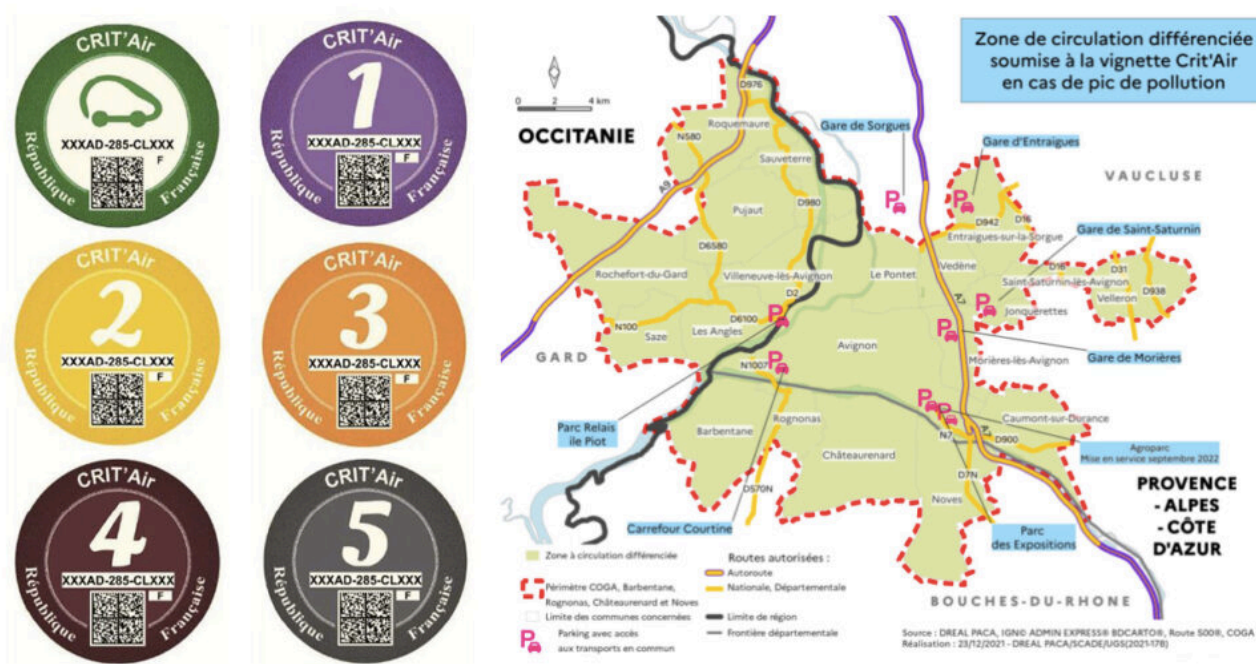 CRIT'Air
XXXAD-285-CLXXX
F
République Française
CRIT'Air
1
XXXAD-285-CLXXX
F
République Française
CRIT'Air
2
XXXAD-285-CLXXX
F
République Française
CRIT'Air
3
XXXAD-285-CLXXX
F
République Française
CRIT'Air
4
XXXAD-285-CLXXX
F
République Française
CRIT'Air
5
XXXAD-285-CLXXX
F
République Française
Zone de circulation différenciée
soumise à la vignette Crit'Air
en cas de pic de pollution
0 2 4 km
OCCITANIE
D976
Roquemaure
N580
Sauveterre
Gare de Sorgues
Gare d'Entraigues
VAUCLUSE
A9
Pujaut
D980
D942
D16
Entraigues-sur-la-Sorgue
Gare de Saint-Saturnin
D6580
Rochefort-du-Gard
Villeneuve-lès-Avignon
Le Pontet
Vedène
D16
D31
Saint-Saturnin-lès-Avignon
D938
Velleron
D2
A7
Jonquerettes
N100
D6100
Les Angles
Saze
Avignon
GARD
Gare de Morières
Morières-lès-Avignon
N1007
Parc Relais
ile Piot
Rognonas
Barbentane
Caumont-sur-Durance
N7
A7
D900
Agroparc
Mise en service septembre 2022
Châteaurenard
D7N
D570N
Noves
PROVENCE
- ALPES
- CÔTE
D'AZUR
Carrefour Courtine
Parc
des Expositions
BOUCHES-DU-RHONE
Zone à circulation différenciée
Périmètre COGA, Barbentane,
Rognonas, Châteaurenard et Noves
Limite des communes concernées
Parking avec accès
aux transports en commun
Routes autorisées :
Autoroute
Nationale, Départementale
Limite de région
Frontière départementale
Source : DREAL PACA, IGN© ADMIN EXPRESS® BDCARTO®, Route 500®, COGA
Réalisation : 23/12/2021 - DREAL PACA/SCADE/UGS(2021-178)